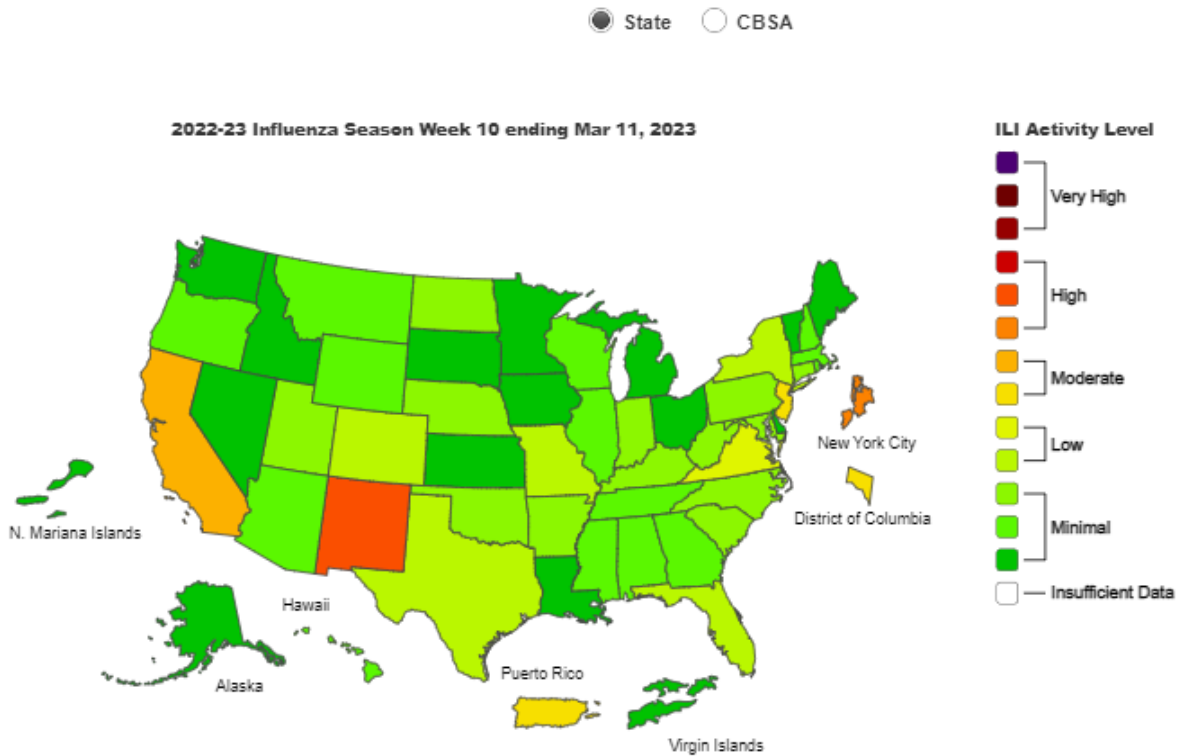 State CBSA
2022-23 Influenza Season Week 10 ending Mar 11, 2023
ILI Activity Level
Very High
High
Moderate
Low
Minimal
Insufficient Data
New York City
District of Columbia
N. Mariana Islands
Hawaii
Alaska
Puerto Rico
Virgin Islands